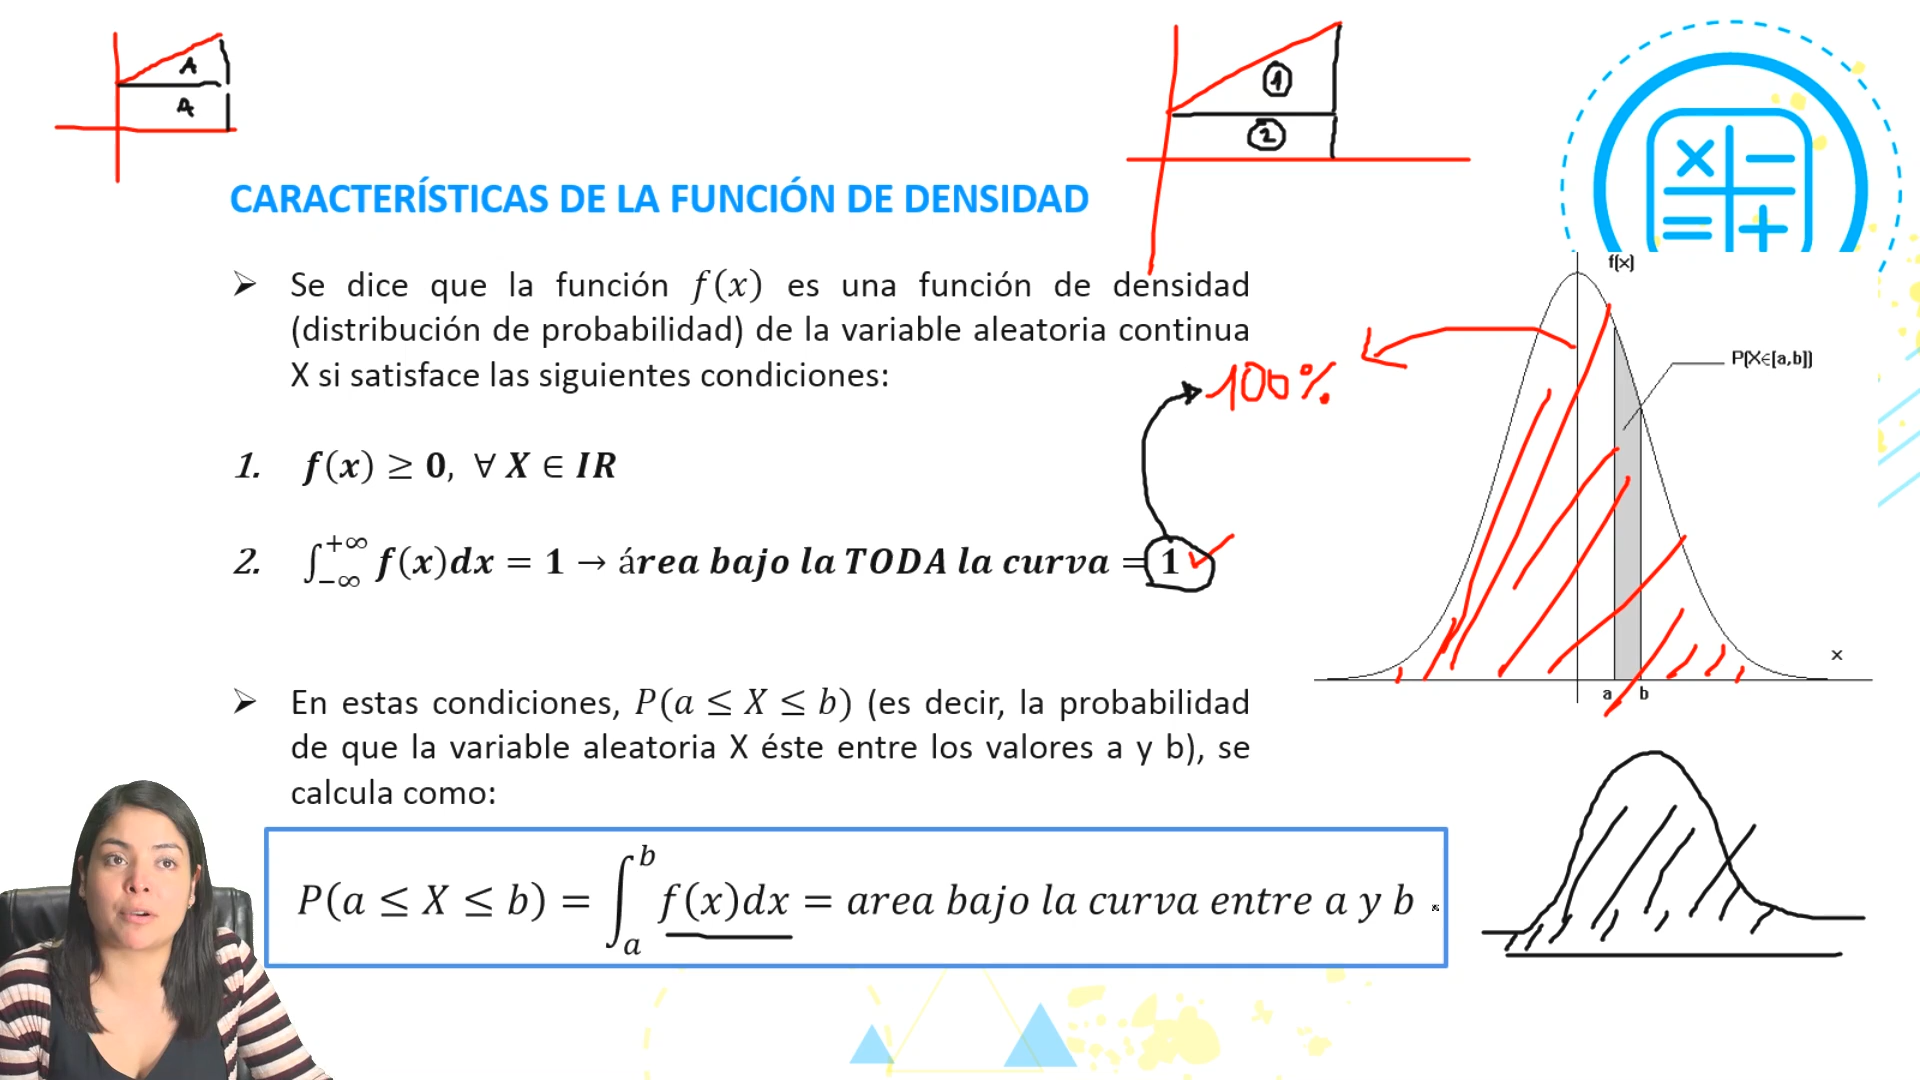 A
A
1
2
CARACTERÍSTICAS DE LA FUNCIÓN DE DENSIDAD
➢ Se dice que la función f(x) es una función de densidad
(distribución de probabilidad) de la variable aleatoria continua
X si satisface las siguientes condiciones:
100%
1. f(x) ≥ 0, ∀ X ∈ IR
2. ∫_{-∞}^{+∞} f(x)dx = 1 → área bajo la TODA la curva = 1
f(x)
P(X∈[a,b])
x
a b
➢ En estas condiciones, P(a ≤ X ≤ b) (es decir, la probabilidad
de que la variable aleatoria X éste entre los valores a y b), se
calcula como:
P(a ≤ X ≤ b) = ∫_a^b f(x)dx = area bajo la curva entre a y b